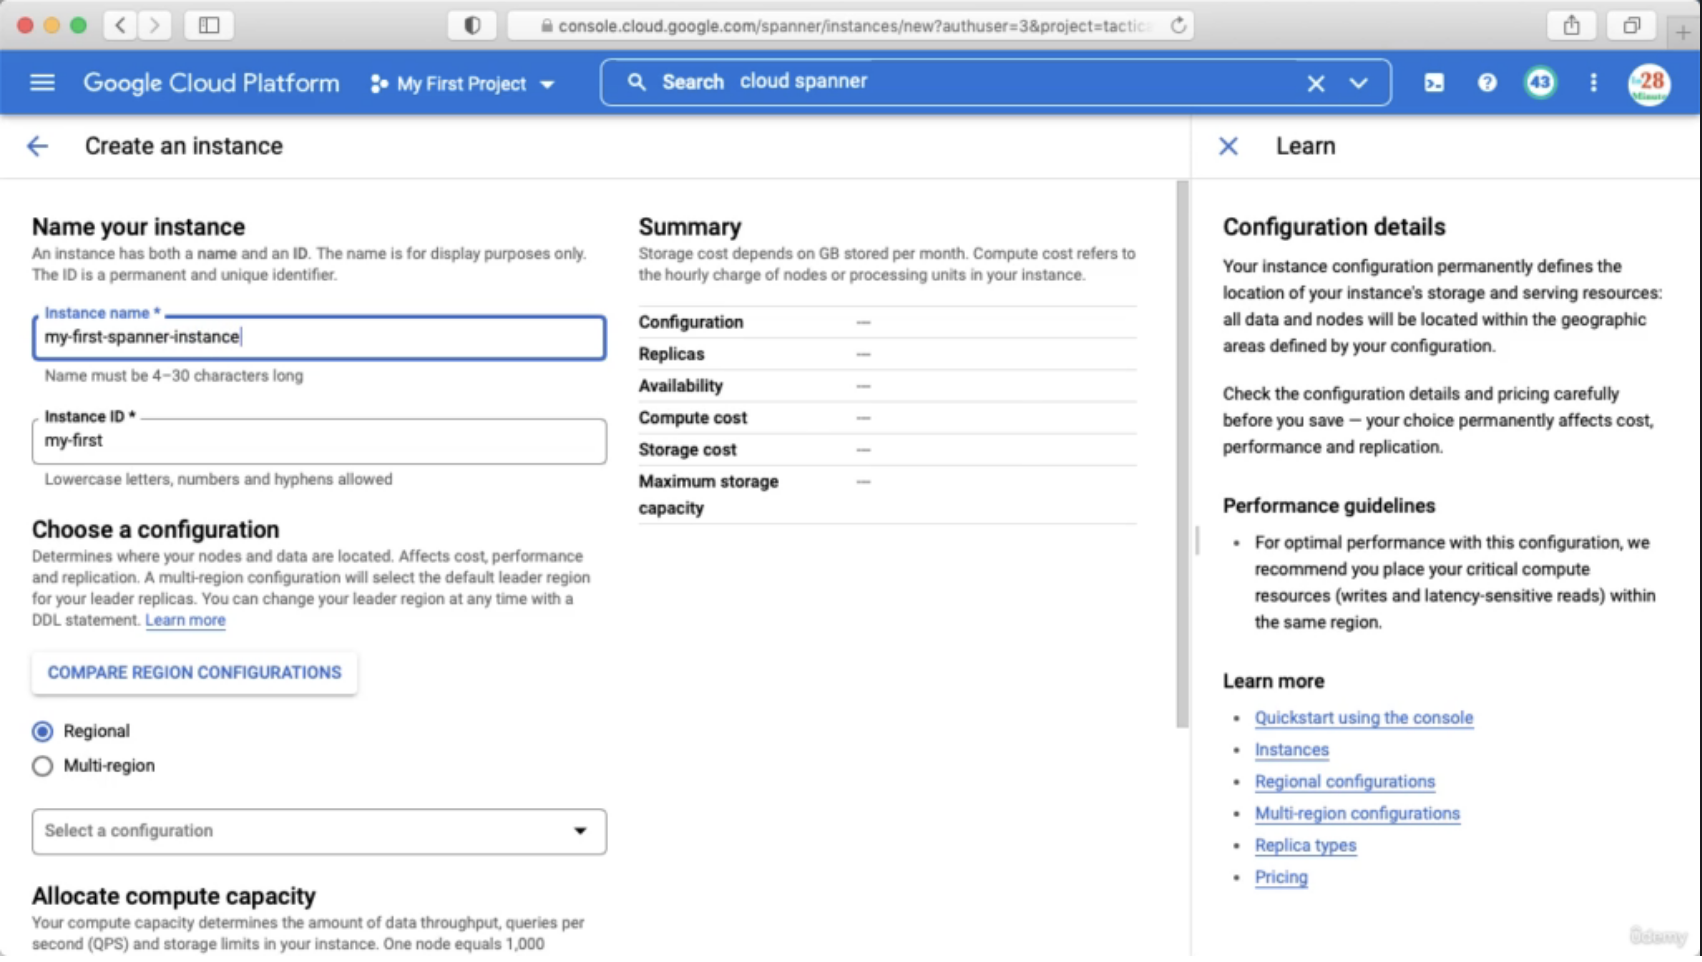 console.cloud.google.com/spanner/instances/new?authuser=3&project=tactica
Google Cloud Platform
My First Project
Search cloud spanner
43
28
Minute
Create an instance
Learn
Name your instance
An instance has both a name and an ID. The name is for display purposes only.
The ID is a permanent and unique identifier.
Instance name *
my-first-spanner-instance
Name must be 4–30 characters long
Instance ID *
my-first
Lowercase letters, numbers and hyphens allowed
Choose a configuration
Determines where your nodes and data are located. Affects cost, performance
and replication. A multi-region configuration will select the default leader region
for your leader replicas. You can change your leader region at any time with a
DDL statement. Learn more
COMPARE REGION CONFIGURATIONS
Regional
Multi-region
Select a configuration
Allocate compute capacity
Your compute capacity determines the amount of data throughput, queries per
second (QPS) and storage limits in your instance. One node equals 1,000
Summary
Storage cost depends on GB stored per month. Compute cost refers to
the hourly charge of nodes or processing units in your instance.
Configuration —
Replicas —
Availability —
Compute cost —
Storage cost —
Maximum storage —
capacity
Configuration details
Your instance configuration permanently defines the
location of your instance's storage and serving resources:
all data and nodes will be located within the geographic
areas defined by your configuration.
Check the configuration details and pricing carefully
before you save — your choice permanently affects cost,
performance and replication.
Performance guidelines
• For optimal performance with this configuration, we
recommend you place your critical compute
resources (writes and latency-sensitive reads) within
the same region.
Learn more
• Quickstart using the console
• Instances
• Regional configurations
• Multi-region configurations
• Replica types
• Pricing
ûdemy